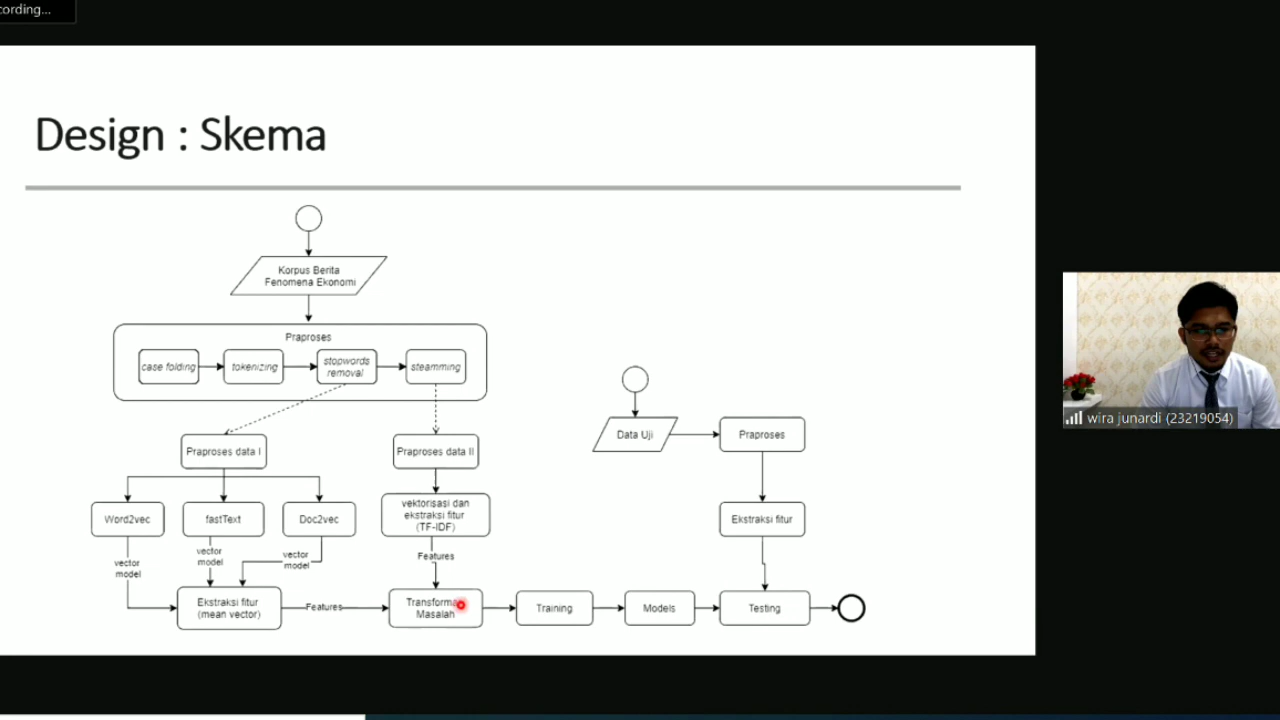 cording...
Design : Skema
Korpus Berita
Fenomena Ekonomi
Praproses
case folding
tokenizing
stopwords
removal
steamming
Praproses data I
Praproses data II
Word2vec
fastText
Doc2vec
vektorisasi dan
ekstraksi fitur
(TF-IDF)
vector
model
vector
model
vector
model
Features
Ekstraksi fitur
(mean vector)
Features
Masalah
Training
Models
Testing
Data Uji
Praproses
Ekstraksi fitur
wira junardi (23219054)